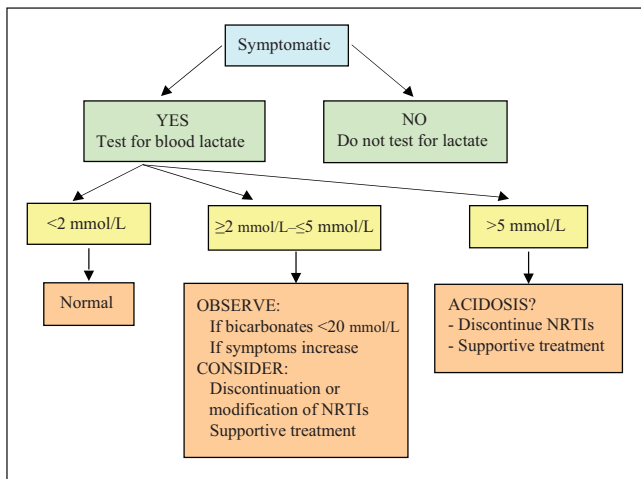 Symptomatic
YES
Test for blood lactate
NO
Do not test for lactate
<2 mmol/L
≥2 mmol/L–≤5 mmol/L
>5 mmol/L
Normal
OBSERVE:
If bicarbonates <20 mmol/L
If symptoms increase
CONSIDER:
Discontinuation or
modification of NRTIs
Supportive treatment
ACIDOSIS?
- Discontinue NRTIs
- Supportive treatment